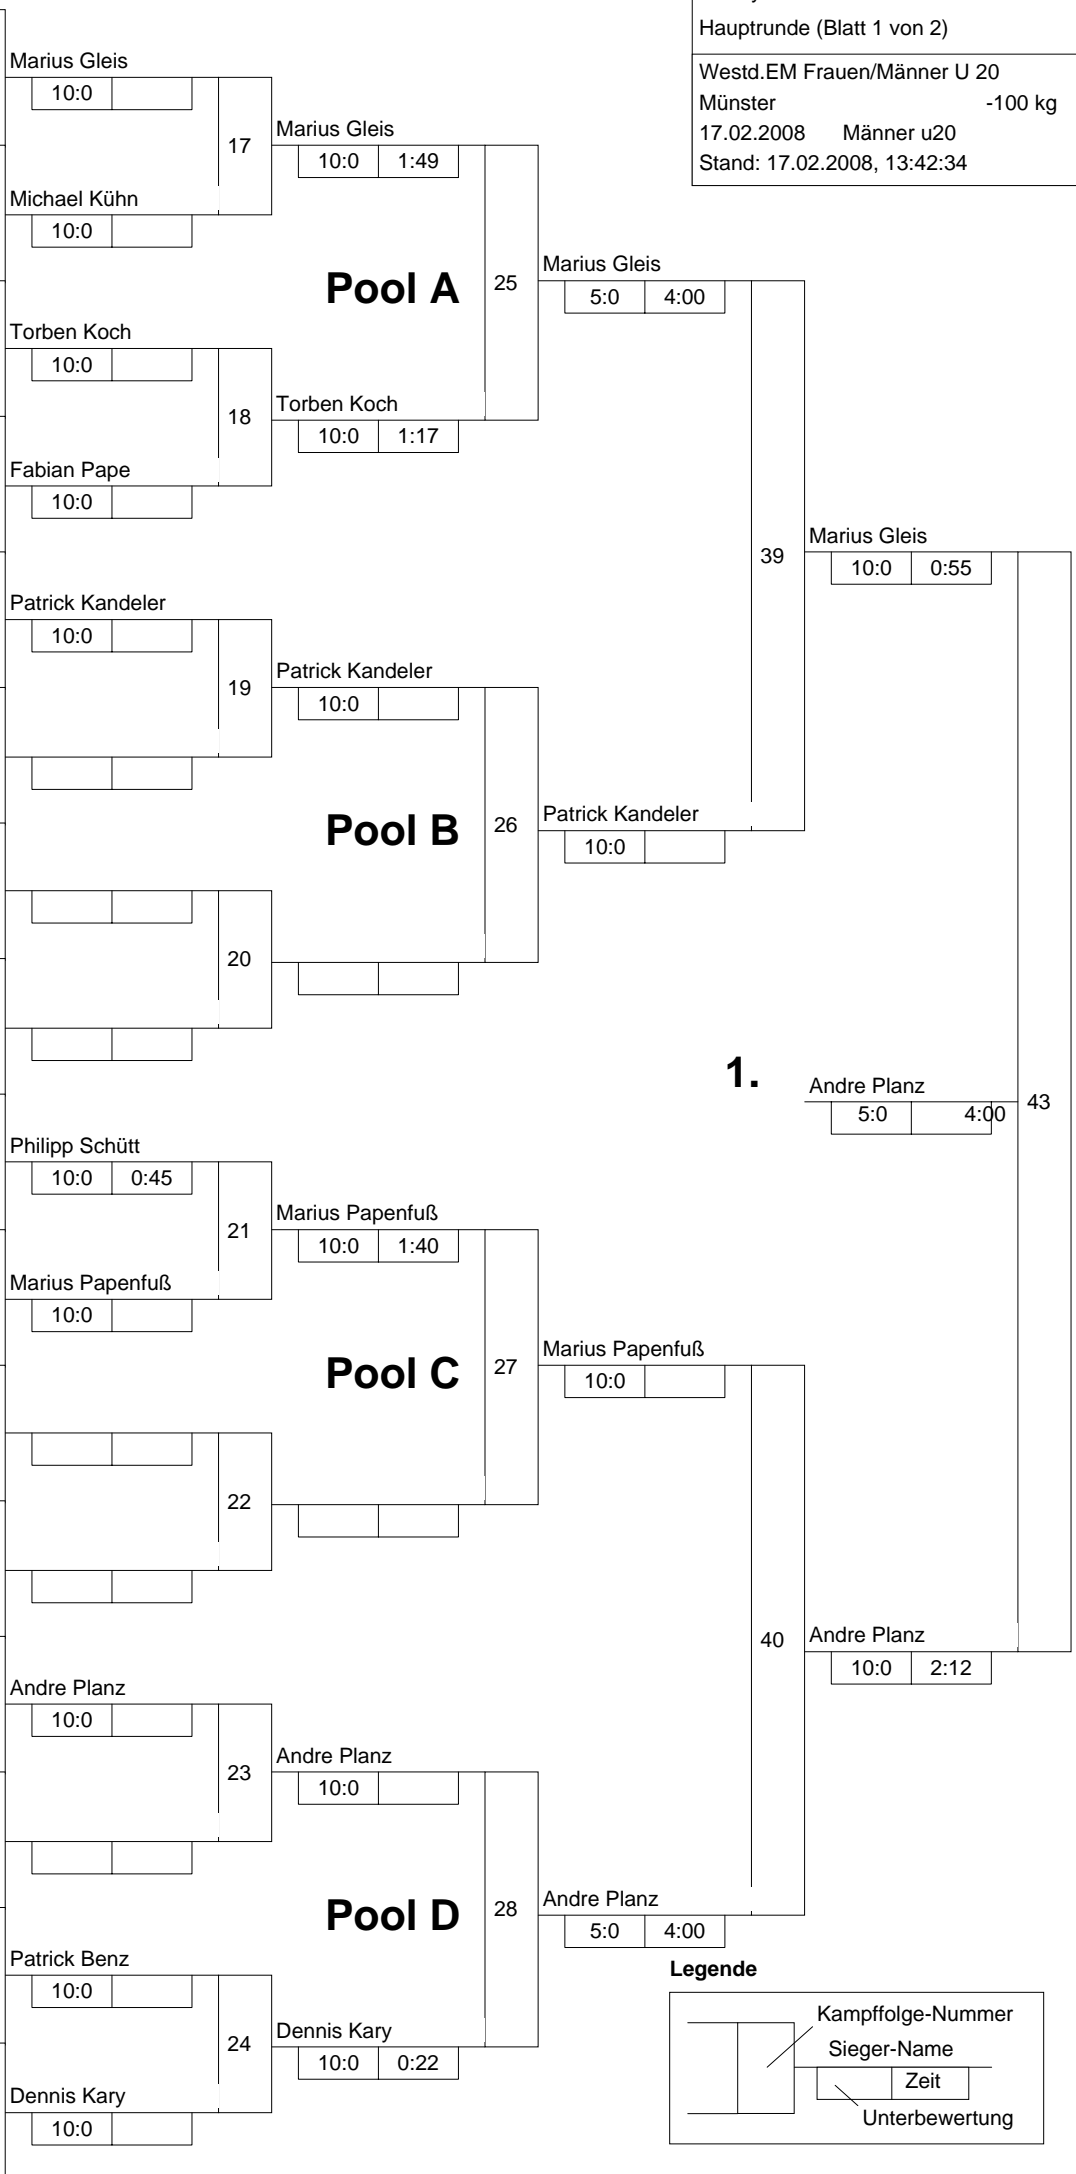 Hauptrunde (Blatt 1 von 2)
Westd.EM Frauen/Männer U 20
Münster -100 kg
17.02.2008 Männer u20
Stand: 17.02.2008, 13:42:34
Marius Gleis
10:0
17
Michael Kühn
10:0
Marius Gleis
10:0 1:49
Pool A
25
Torben Koch
10:0
18
Fabian Pape
10:0
Torben Koch
10:0 1:17
Marius Gleis
5:0 4:00
39
Marius Gleis
10:0 0:55
Patrick Kandeler
10:0
19
Patrick Kandeler
10:0
Pool B
26
20
Patrick Kandeler
10:0
1.
Andre Planz
5:0 4:00
43
Philipp Schütt
10:0 0:45
21
Marius Papenfuß
10:0
Marius Papenfuß
10:0 1:40
Pool C
27
22
Marius Papenfuß
10:0
40
Andre Planz
10:0 2:12
Andre Planz
10:0
23
Andre Planz
10:0
Pool D
28
Andre Planz
5:0 4:00
Patrick Benz
10:0
24
Dennis Kary
10:0
Dennis Kary
10:0 0:22
Legende
Kampffolge-Nummer
Sieger-Name
Zeit
Unterbewertung